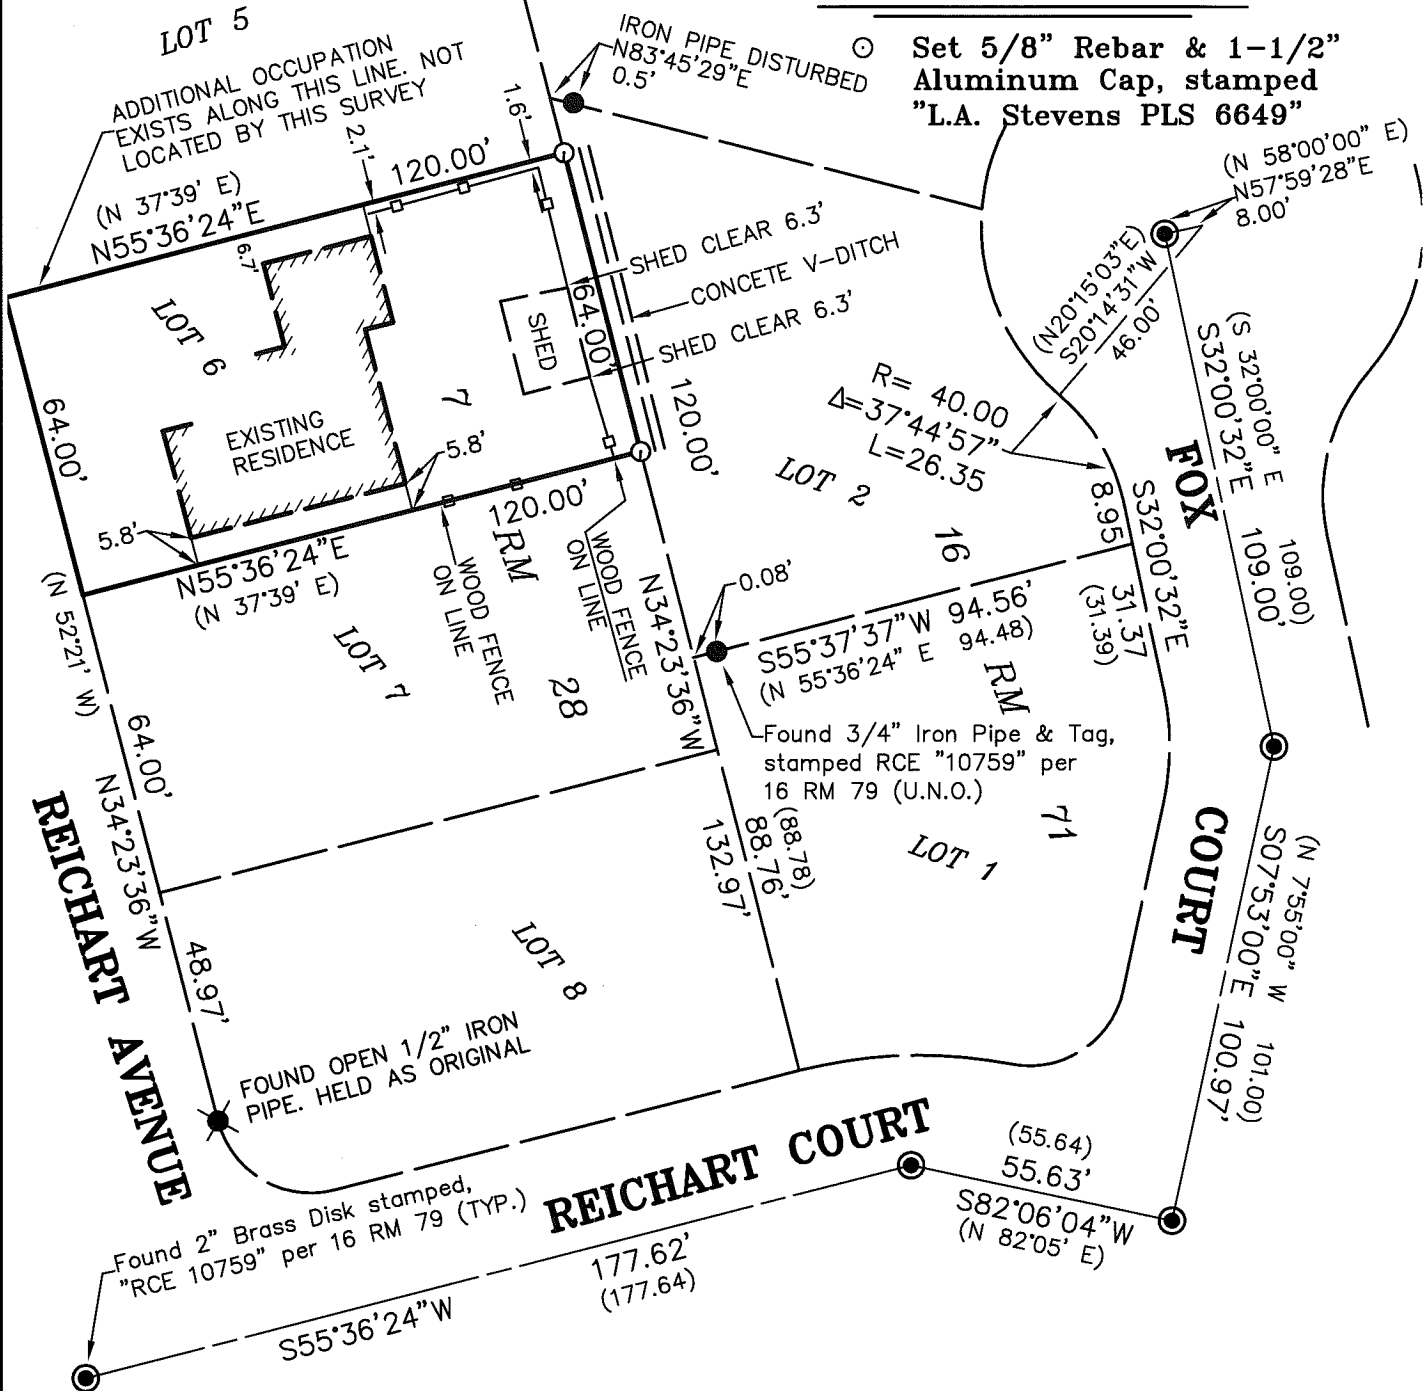 LOT 5
ADDITIONAL OCCUPATION
EXISTS ALONG THIS LINE. NOT
LOCATED BY THIS SURVEY
IRON PIPE DISTURBED
N83°45'29"E
0.5'
Set 5/8" Rebar & 1-1/2"
Aluminum Cap, stamped
"L.A. Stevens PLS 6649"
1.6'
2.1'
120.00'
(N 37°39' E)
N55°36'24"E
6.7'
(N 58°00'00" E)
N57°59'28"E
8.00'
(N20°15'03"E)
S20°14'31"W
46.00'
SHED CLEAR 6.3'
CONCETE V-DITCH
SHED CLEAR 6.3'
64.00'
SHED
LOT 6
7
EXISTING
RESIDENCE
64.00'
5.8'
5.8'
120.00'
N55°36'24"E
(N 37°39' E)
120.00'
R= 40.00
Δ=37°44'57"
L=26.35
LOT 2
16
8.95
S32°00'32"E
31.37
(31.39)
(S 32°00'00" E
109.00)
S32°00'32"E
109.00'
FOX
COURT
RM
WOOD FENCE
ON LINE
WOOD FENCE
ON LINE
N34°23'36"W
0.08'
S55°37'37"W 94.56'
(N 55°36'24" E 94.48)
RM
(N 52°21' W)
LOT 7
28
64.00'
N34°23'36"W
Found 3/4" Iron Pipe & Tag,
stamped RCE "10759" per
16 RM 79 (U.N.O.)
71
LOT 1
(88.78)
88.76'
132.97'
REICHART AVENUE
48.97'
LOT 8
(N 7°55'00" W 101.00)
S07°53'00"E 100.97'
FOUND OPEN 1/2" IRON
PIPE. HELD AS ORIGINAL
REICHART COURT
(55.64)
55.63'
S82°06'04"W
(N 82°05' E)
Found 2" Brass Disk stamped,
"RCE 10759" per 16 RM 79 (TYP.)
177.62'
(177.64)
S55°36'24"W